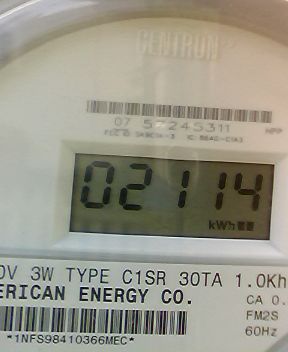 CENTRON
07 57245311
02114
kWh
0V 3W TYPE C1SR 30TA 1.0Kh
ERICAN ENERGY CO.
CA 0.
FM2S
60Hz
*1NFS98410366MEC*